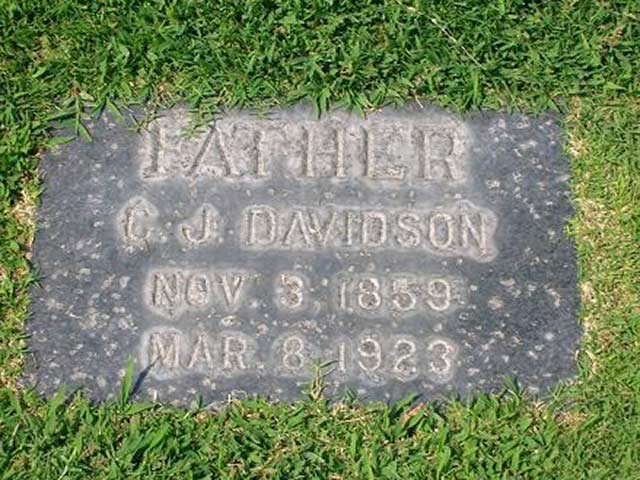 FATHER
C. J. DAVIDSON
NOV. 3, 1859
MAR. 8, 1923